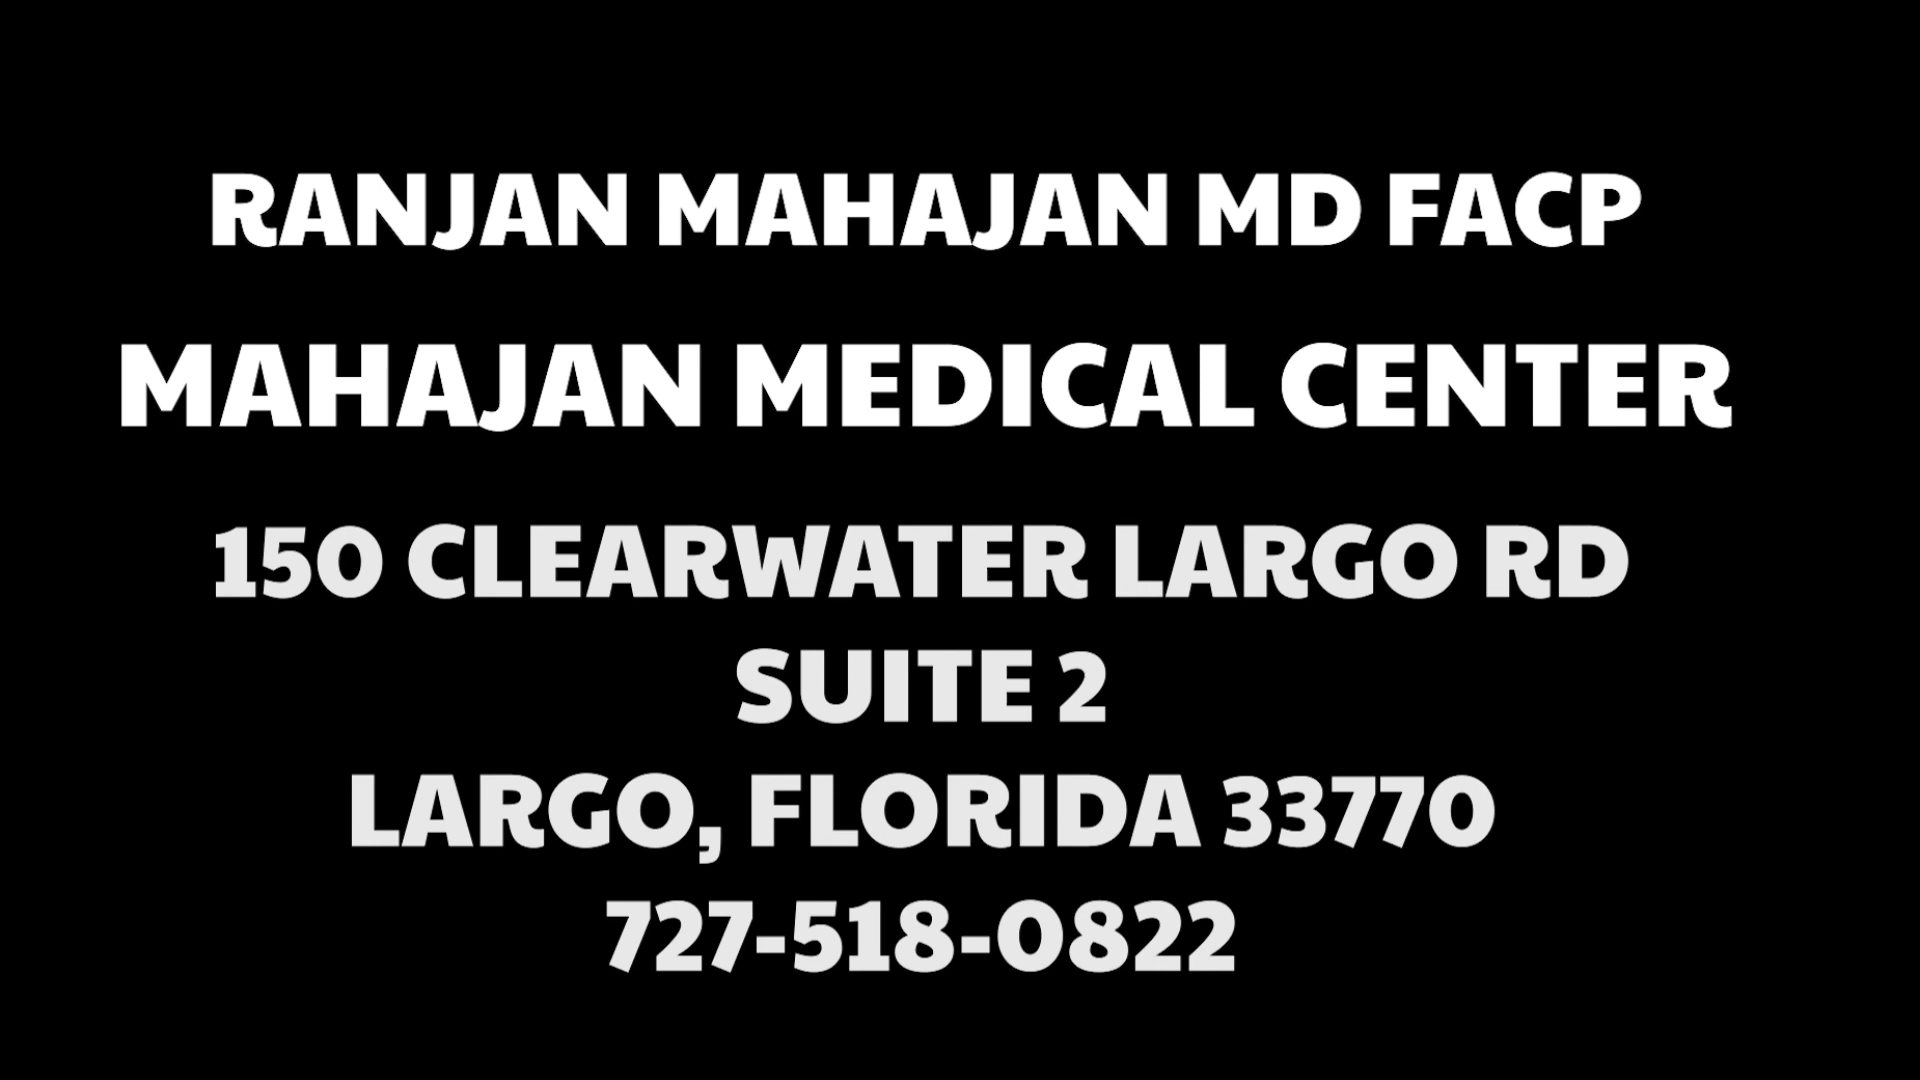 RANJAN MAHAJAN MD FACP
MAHAJAN MEDICAL CENTER
150 CLEARWATER LARGO RD
SUITE 2
LARGO, FLORIDA 33770
727-518-0822